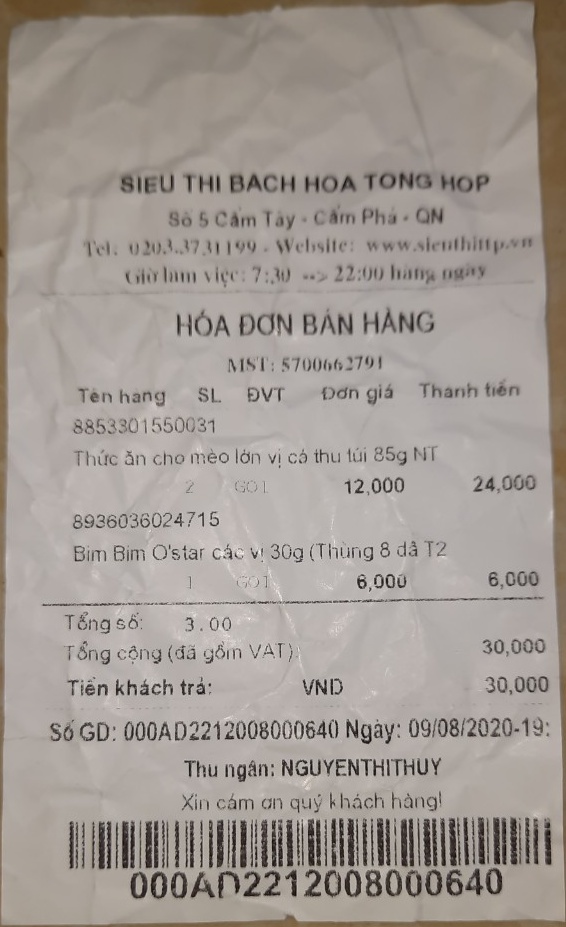 SIEU THI BACH HOA TONG HOP
Số 5 Cẩm Tây - Cẩm Phả - QN
Tel: 0203.3731199 - Website: www.sieuthittp.vn
Giờ làm việc: 7:30 --> 22:00 hàng ngày
HÓA ĐƠN BÁN HÀNG
MST: 5700662791
Tên hàng SL ĐVT Đơn giá Thành tiền
8853301550031
Thức ăn cho mèo lớn vị cá thu túi 85g NT
2 GOI 12,000 24,000
8936036024715
Bim Bim O'star các vị 30g (Thùng 8 dâ T2
1 GOI 6,000 6,000
Tổng số: 3.00
Tổng cộng (đã gồm VAT): 30,000
Tiền khách trả: VND 30,000
Số GD: 000AD2212008000640 Ngày: 09/08/2020-19:
Thu ngân: NGUYENTHITHUY
Xin cám ơn quý khách hàng!
000AD2212008000640